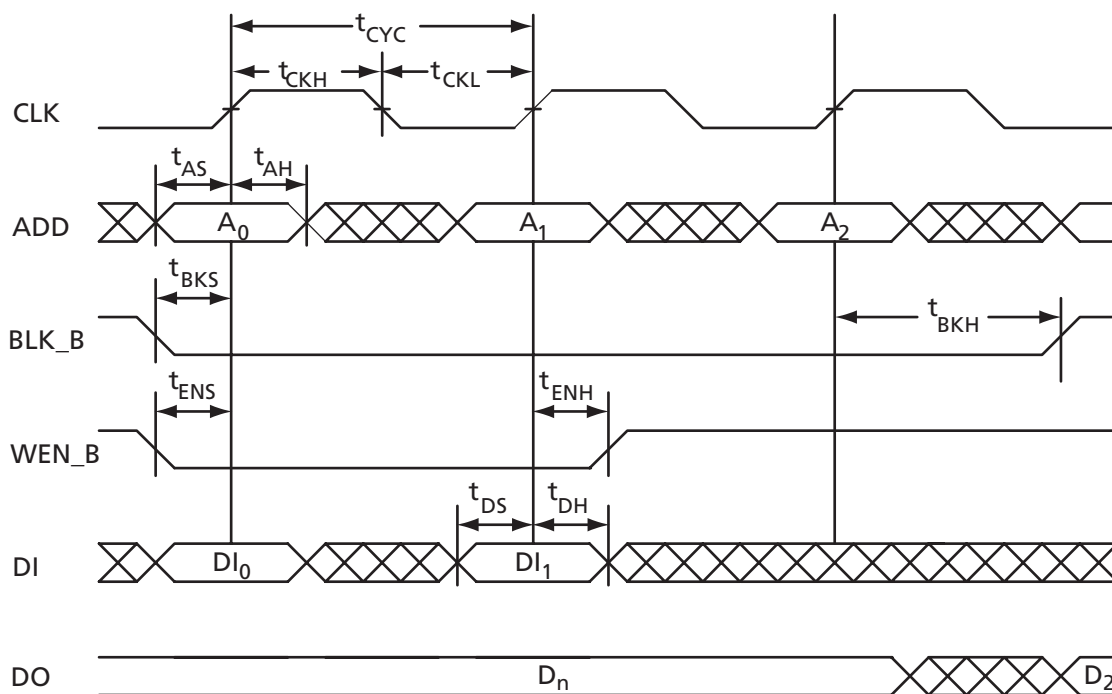 tCYC
tCKH tCKL
CLK
tAS tAH
ADD A0 A1 A2
tBKS
tBKH
BLK_B
tENS tENH
WEN_B
tDS tDH
DI DI0 DI1
DO Dn D2